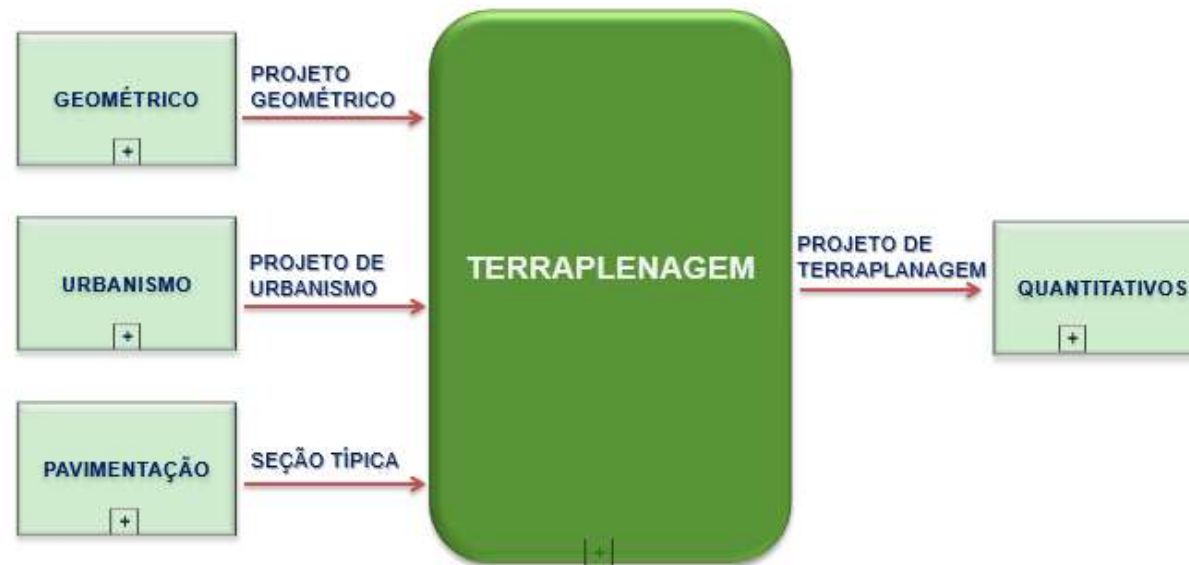 GEOMÉTRICO
+
PROJETO
GEOMÉTRICO
URBANISMO
+
PROJETO DE
URBANISMO
PAVIMENTAÇÃO
+
SEÇÃO TÍPICA
TERRAPLENAGEM
+
PROJETO DE
TERRAPLANAGEM
QUANTITATIVOS
+